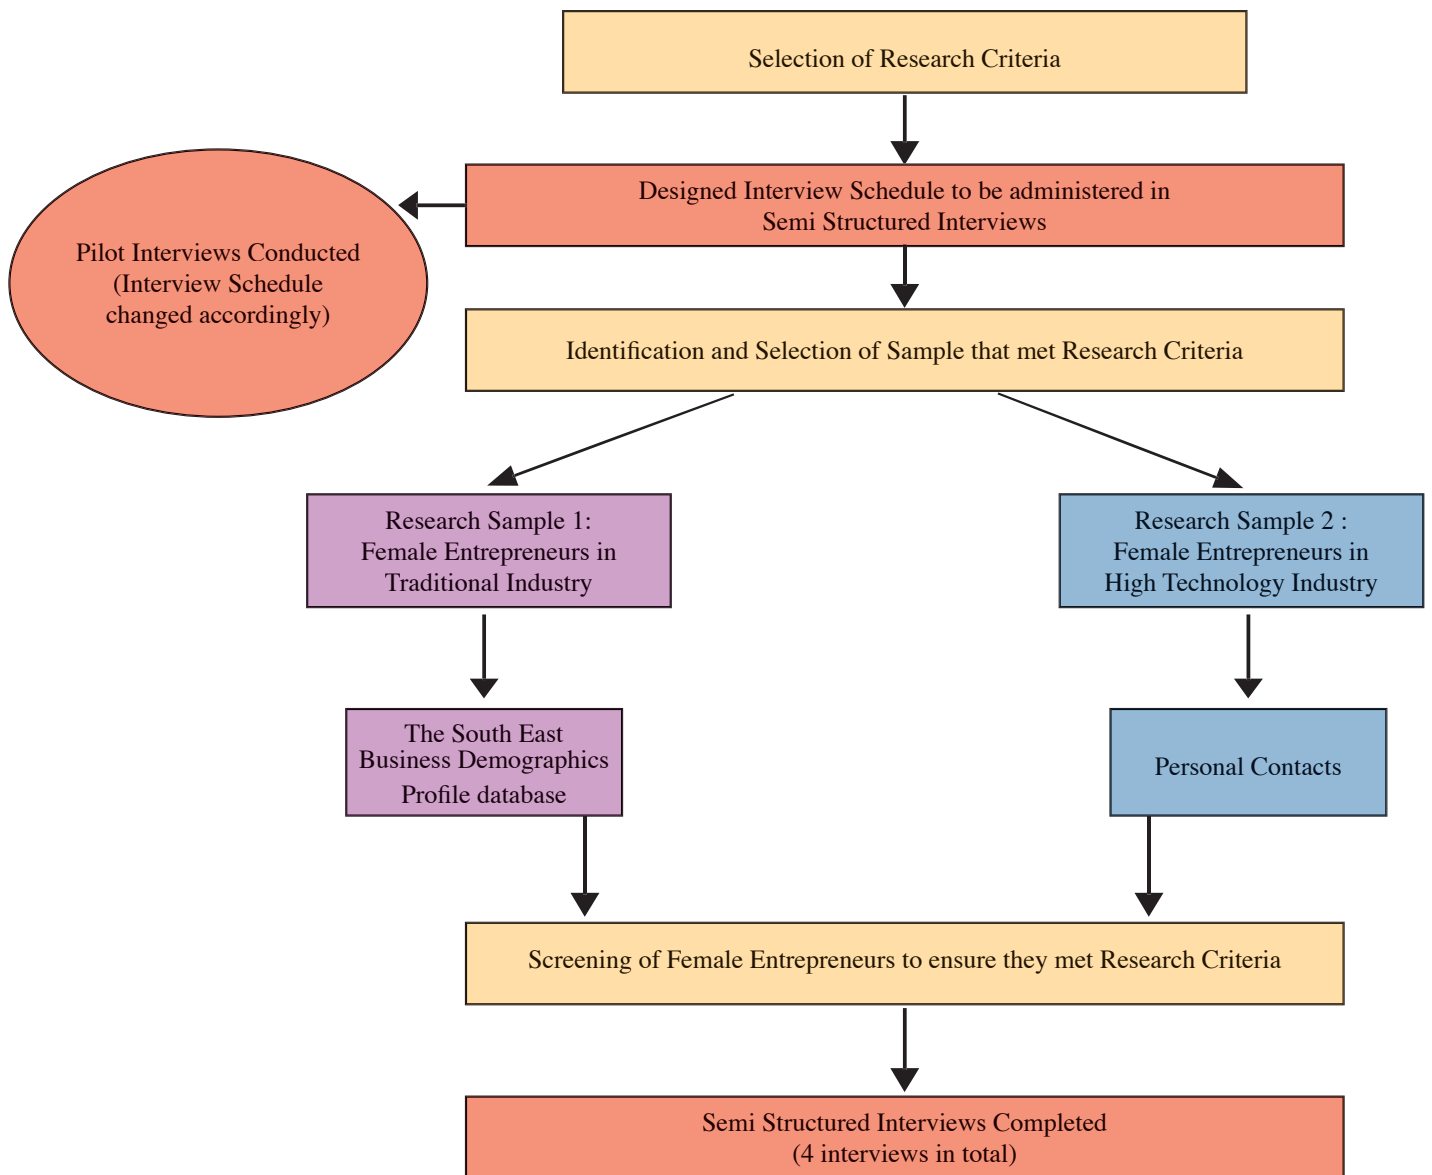 Selection of Research Criteria
Designed Interview Schedule to be administered in
Semi Structured Interviews
Pilot Interviews Conducted
(Interview Schedule
changed accordingly)
Identification and Selection of Sample that met Research Criteria
Research Sample 1:
Female Entrepreneurs in
Traditional Industry
Research Sample 2 :
Female Entrepreneurs in
High Technology Industry
The South East
Business Demographics
Profile database
Personal Contacts
Screening of Female Entrepreneurs to ensure they met Research Criteria
Semi Structured Interviews Completed
(4 interviews in total)